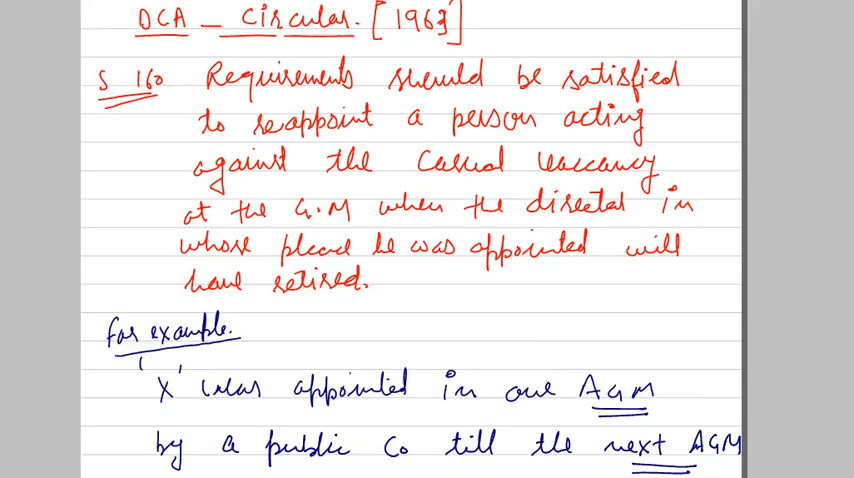 DCA - Circular. [1963]
S 160 Requirements should be satisfied
to reappoint a person acting
against the Casual vaccancy
at the G.M when the director in
whose place he was appointed will
have retired.
For example.
'X' was appointed in one AGM
by a public Co till the next AGM